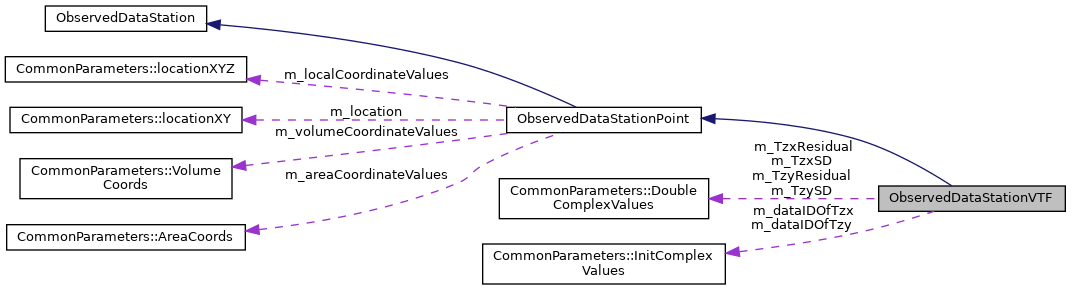 ObservedDataStation
CommonParameters::locationXYZ
m_localCoordinateValues
CommonParameters::locationXY
m_location
ObservedDataStationPoint
m_volumeCoordinateValues
CommonParameters::Volume
Coords
m_areaCoordinateValues
CommonParameters::AreaCoords
m_TzxResidual
m_TzxSD
m_TzyResidual
m_TzySD
CommonParameters::Double
ComplexValues
ObservedDataStationVTF
m_dataIDOfTzx
m_dataIDOfTzy
CommonParameters::InitComplex
Values